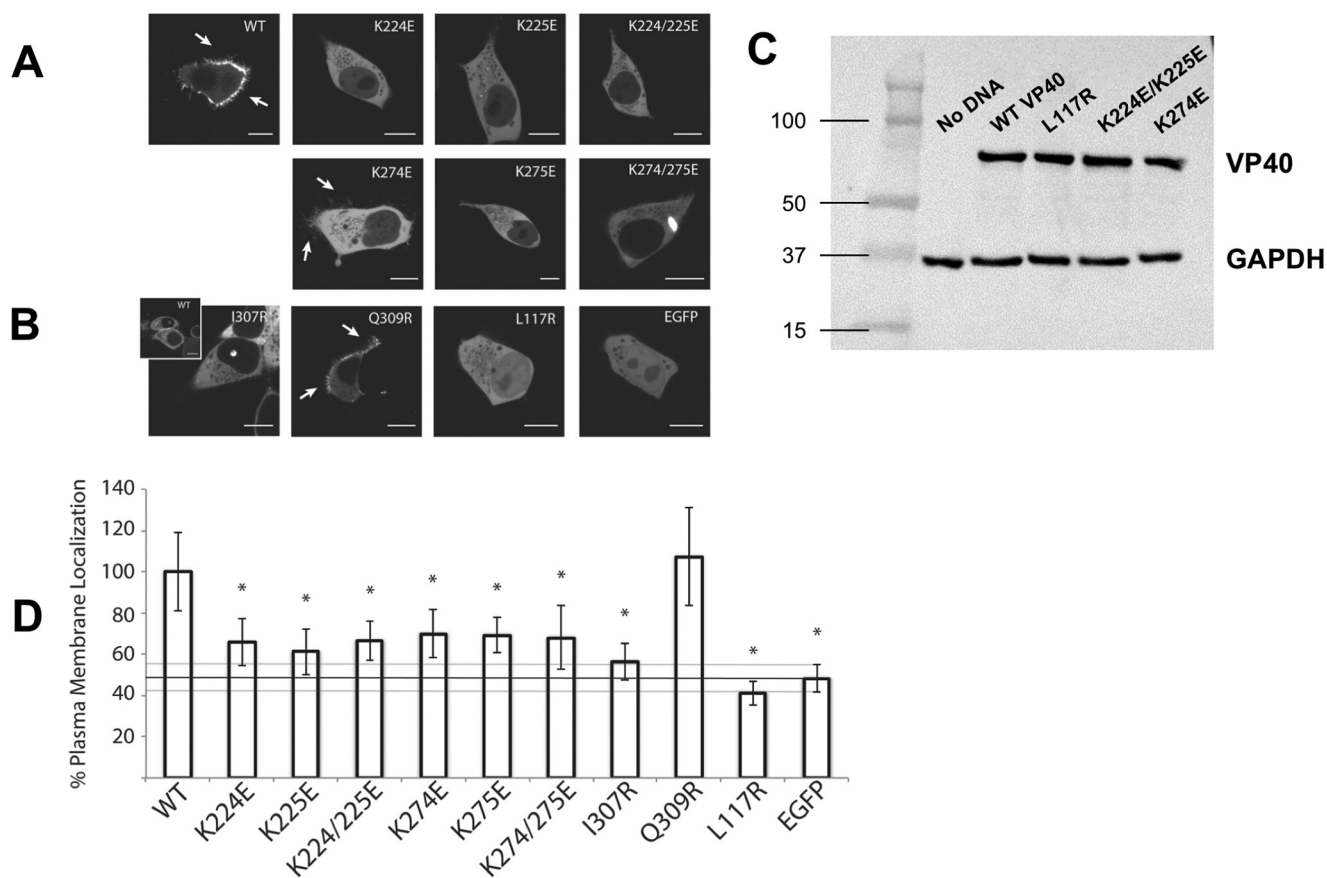 A
WT
K224E
K225E
K224/225E
K274E
K275E
K274/275E
B
WT
I307R
Q309R
L117R
EGFP
C
No DNA
WT VP40
L117R
K224E/K225E
K274E
100
50
37
15
VP40
GAPDH
D
% Plasma Membrane Localization
140
120
100
80
60
40
20
WT
K224E
K225E
K224/225E
K274E
K275E
K274/275E
I307R
Q309R
L117R
EGFP
* * * * * * * * *